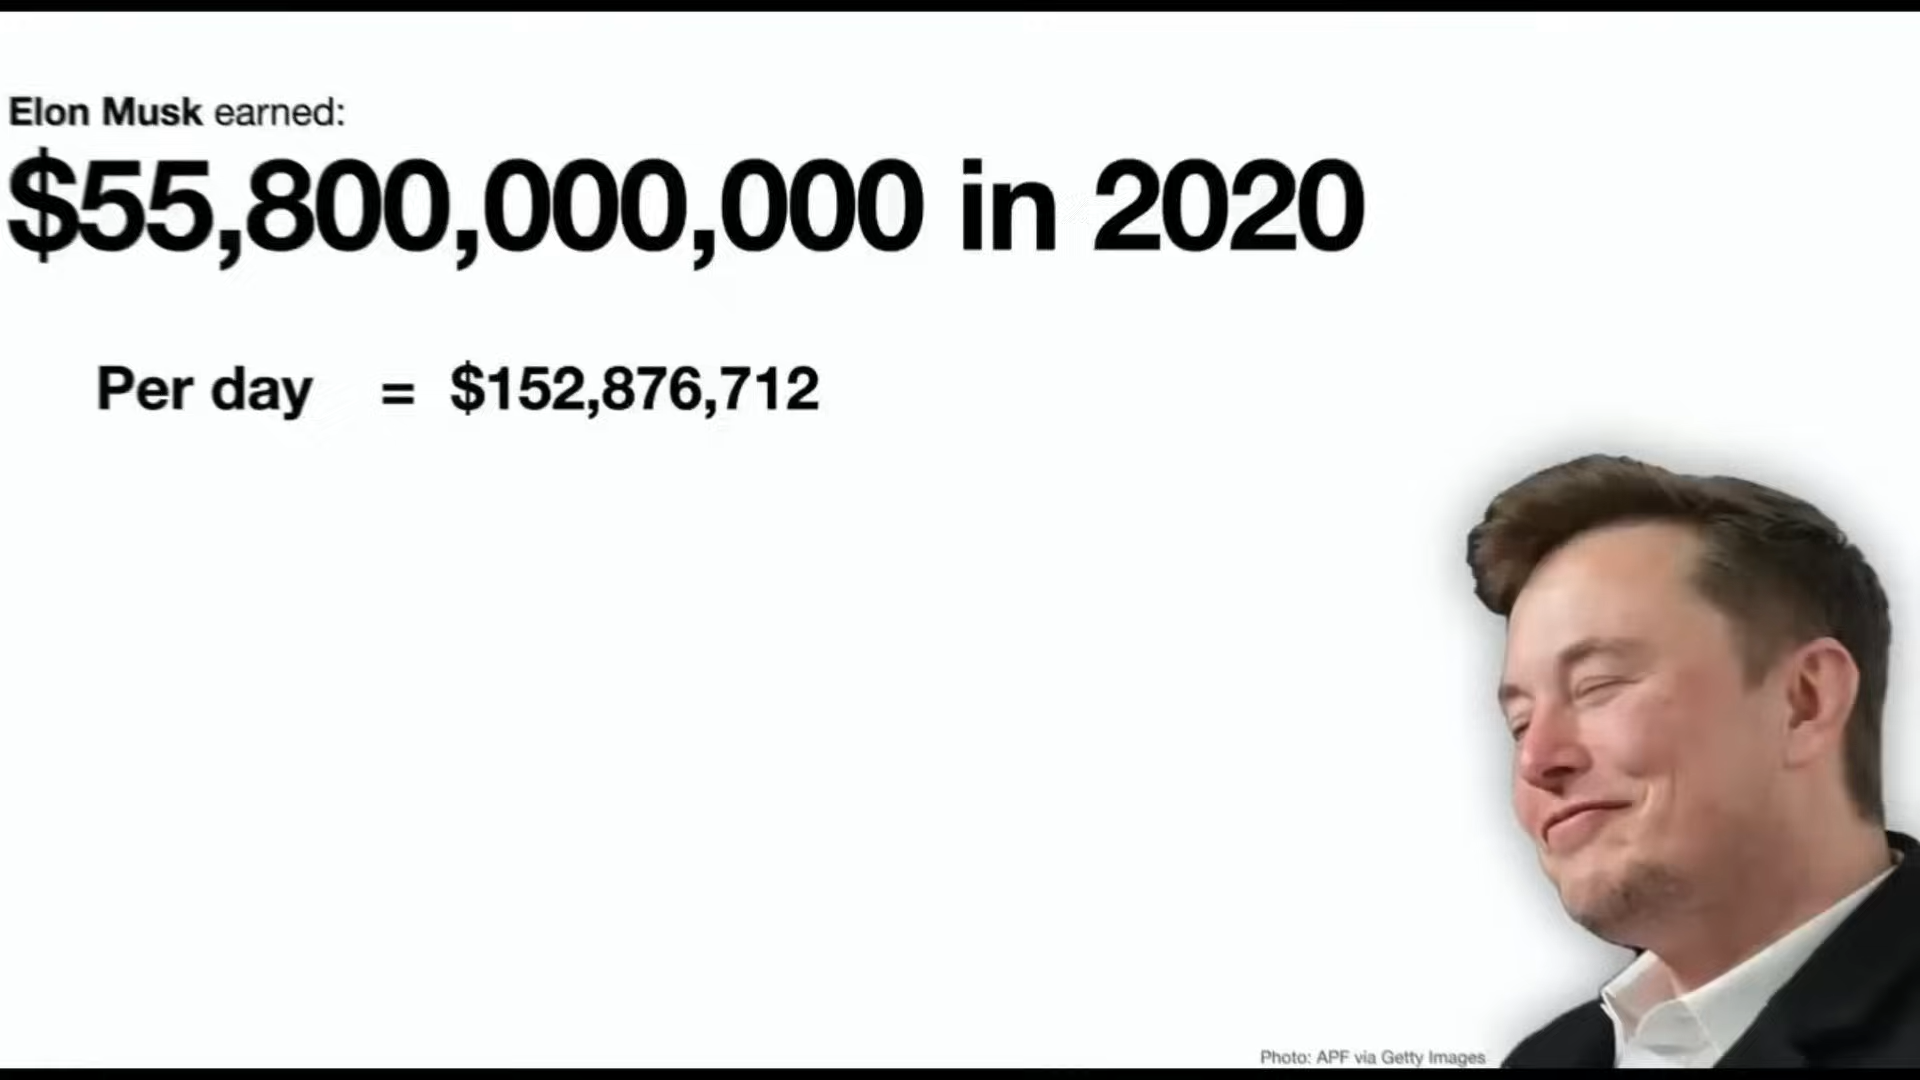 Elon Musk earned:
$55,800,000,000 in 2020
Per day = $152,876,712
Photo: APF via Getty Images